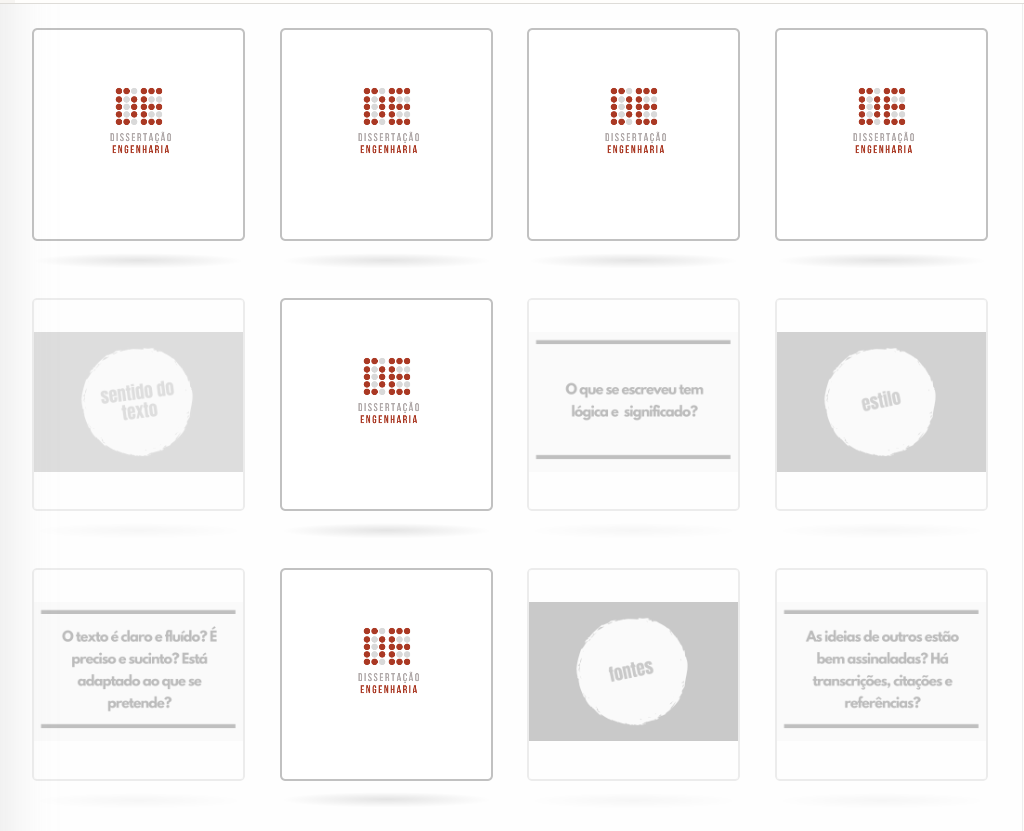 DISSERTAÇÃO
ENGENHARIA
DISSERTAÇÃO
ENGENHARIA
DISSERTAÇÃO
ENGENHARIA
DISSERTAÇÃO
ENGENHARIA
sentido do
texto
DISSERTAÇÃO
ENGENHARIA
O que se escreveu tem
lógica e significado?
estilo
O texto é claro e fluído? É
preciso e sucinto? Está
adaptado ao que se
pretende?
DISSERTAÇÃO
ENGENHARIA
fontes
As ideias de outros estão
bem assinaladas? Há
transcrições, citações e
referências?